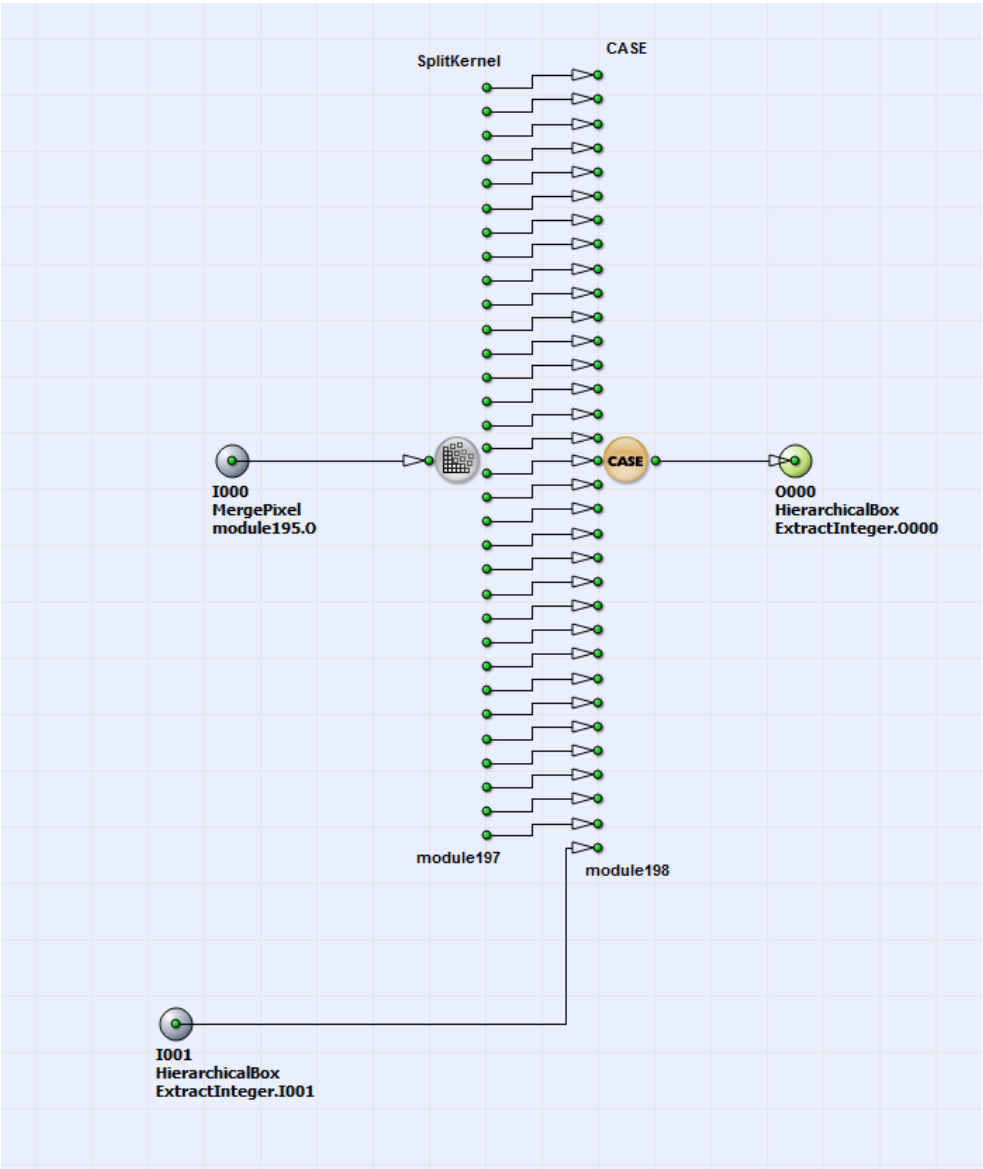 CASE
SplitKernel
CASE
I000
MergePixel
module195.O
O000
HierarchicalBox
ExtractInteger.O000
module197
module198
I001
HierarchicalBox
ExtractInteger.I001